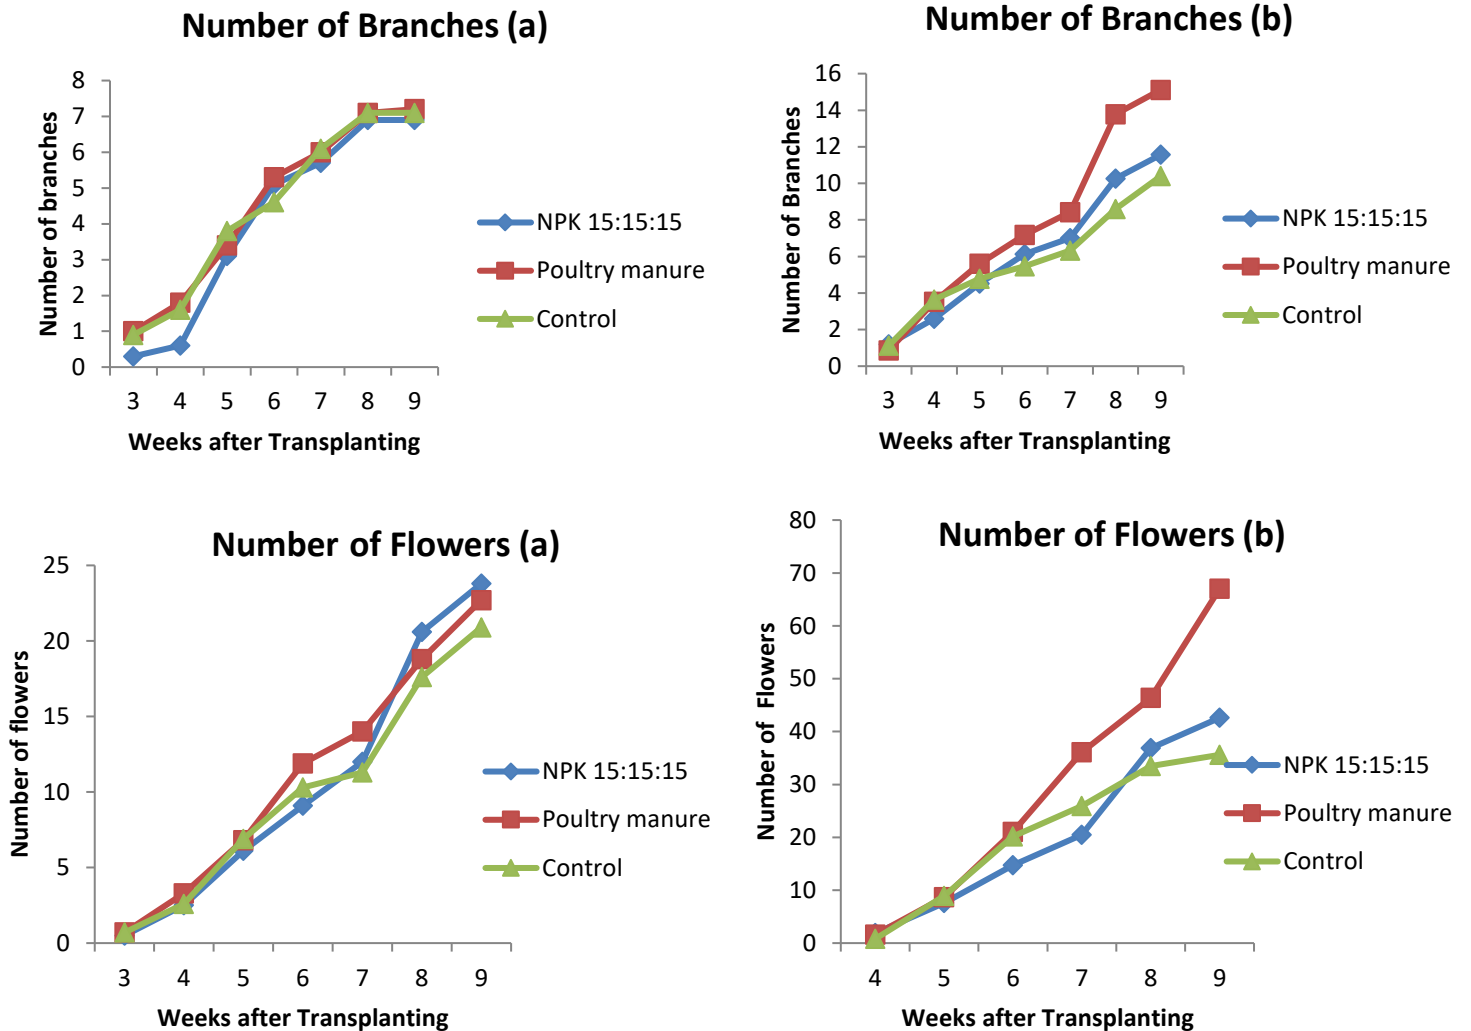 Number of Branches (a)
8
7
6
5
4
3
2
1
0
Number of branches
3 4 5 6 7 8 9
Weeks after Transplanting
NPK 15:15:15
Poultry manure
Control
Number of Branches (b)
16
14
12
10
8
6
4
2
0
Number of Branches
3 4 5 6 7 8 9
Weeks after Transplanting
NPK 15:15:15
Poultry manure
Control
Number of Flowers (a)
25
20
15
10
5
0
Number of flowers
3 4 5 6 7 8 9
Weeks after Transplanting
NPK 15:15:15
Poultry manure
Control
Number of Flowers (b)
80
70
60
50
40
30
20
10
0
Number of Flowers
4 5 6 7 8 9
Weeks after Transplanting
NPK 15:15:15
Poultry manure
Control